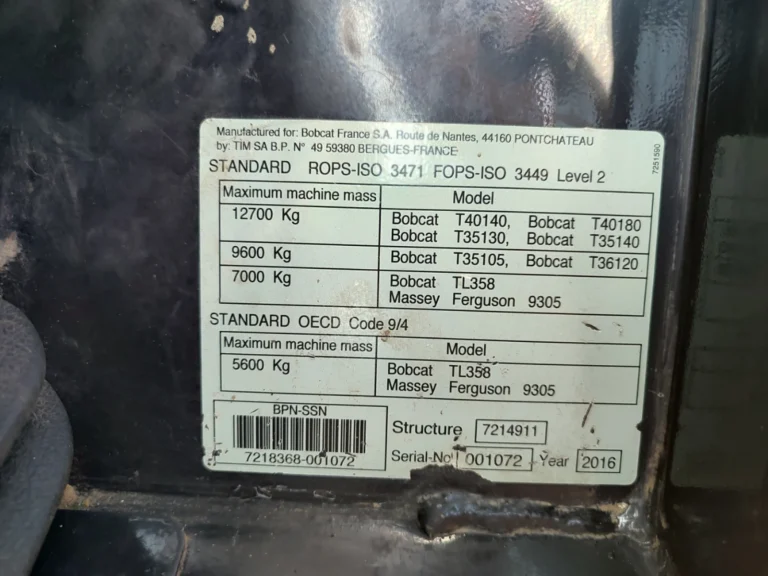 Manufactured for: Bobcat France S.A. Route de Nantes, 44160 PONTCHATEAU
by: TIM SA B.P. N° 49 59380 BERGUES-FRANCE
7251590
STANDARD ROPS-ISO 3471 FOPS-ISO 3449 Level 2
Maximum machine mass Model
12700 Kg Bobcat T40140, Bobcat T40180
Bobcat T35130, Bobcat T35140
9600 Kg Bobcat T35105, Bobcat T36120
7000 Kg Bobcat TL358
Massey Ferguson 9305
STANDARD OECD Code 9/4
Maximum machine mass Model
5600 Kg Bobcat TL358
Massey Ferguson 9305
BPN-SSN
7218368-001072
Structure 7214911
Serial-No 001072 Year 2016